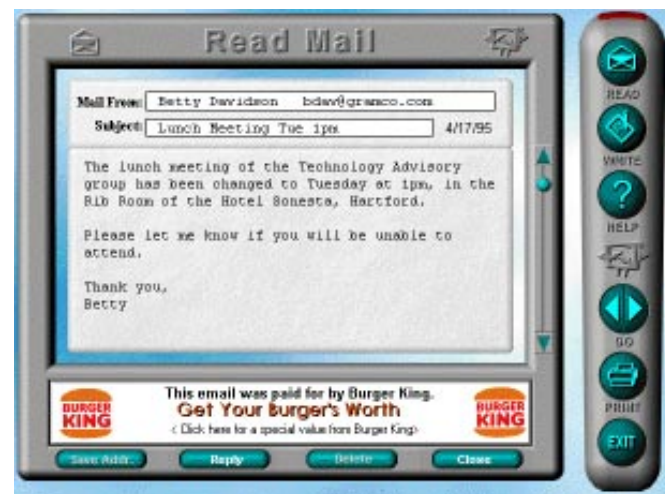 Read Mail
Mail From: Betty Davidson bdav@gramco.com
Subject: Lunch Meeting Tue 1pm 4/17/95
The lunch meeting of the Technology Advisory
group has been changed to Tuesday at 1pm, in the
Rib Room of the Hotel Sonesta, Hartford.
Please let me know if you will be unable to
attend.
Thank you,
Betty
BURGER
KING
This email was paid for by Burger King.
Get Your Burger's Worth
< Click here for a special value from Burger King>
BURGER
KING
Save Addr. Reply Delete Close
READ
WRITE
HELP
GO
PRINT
EXIT